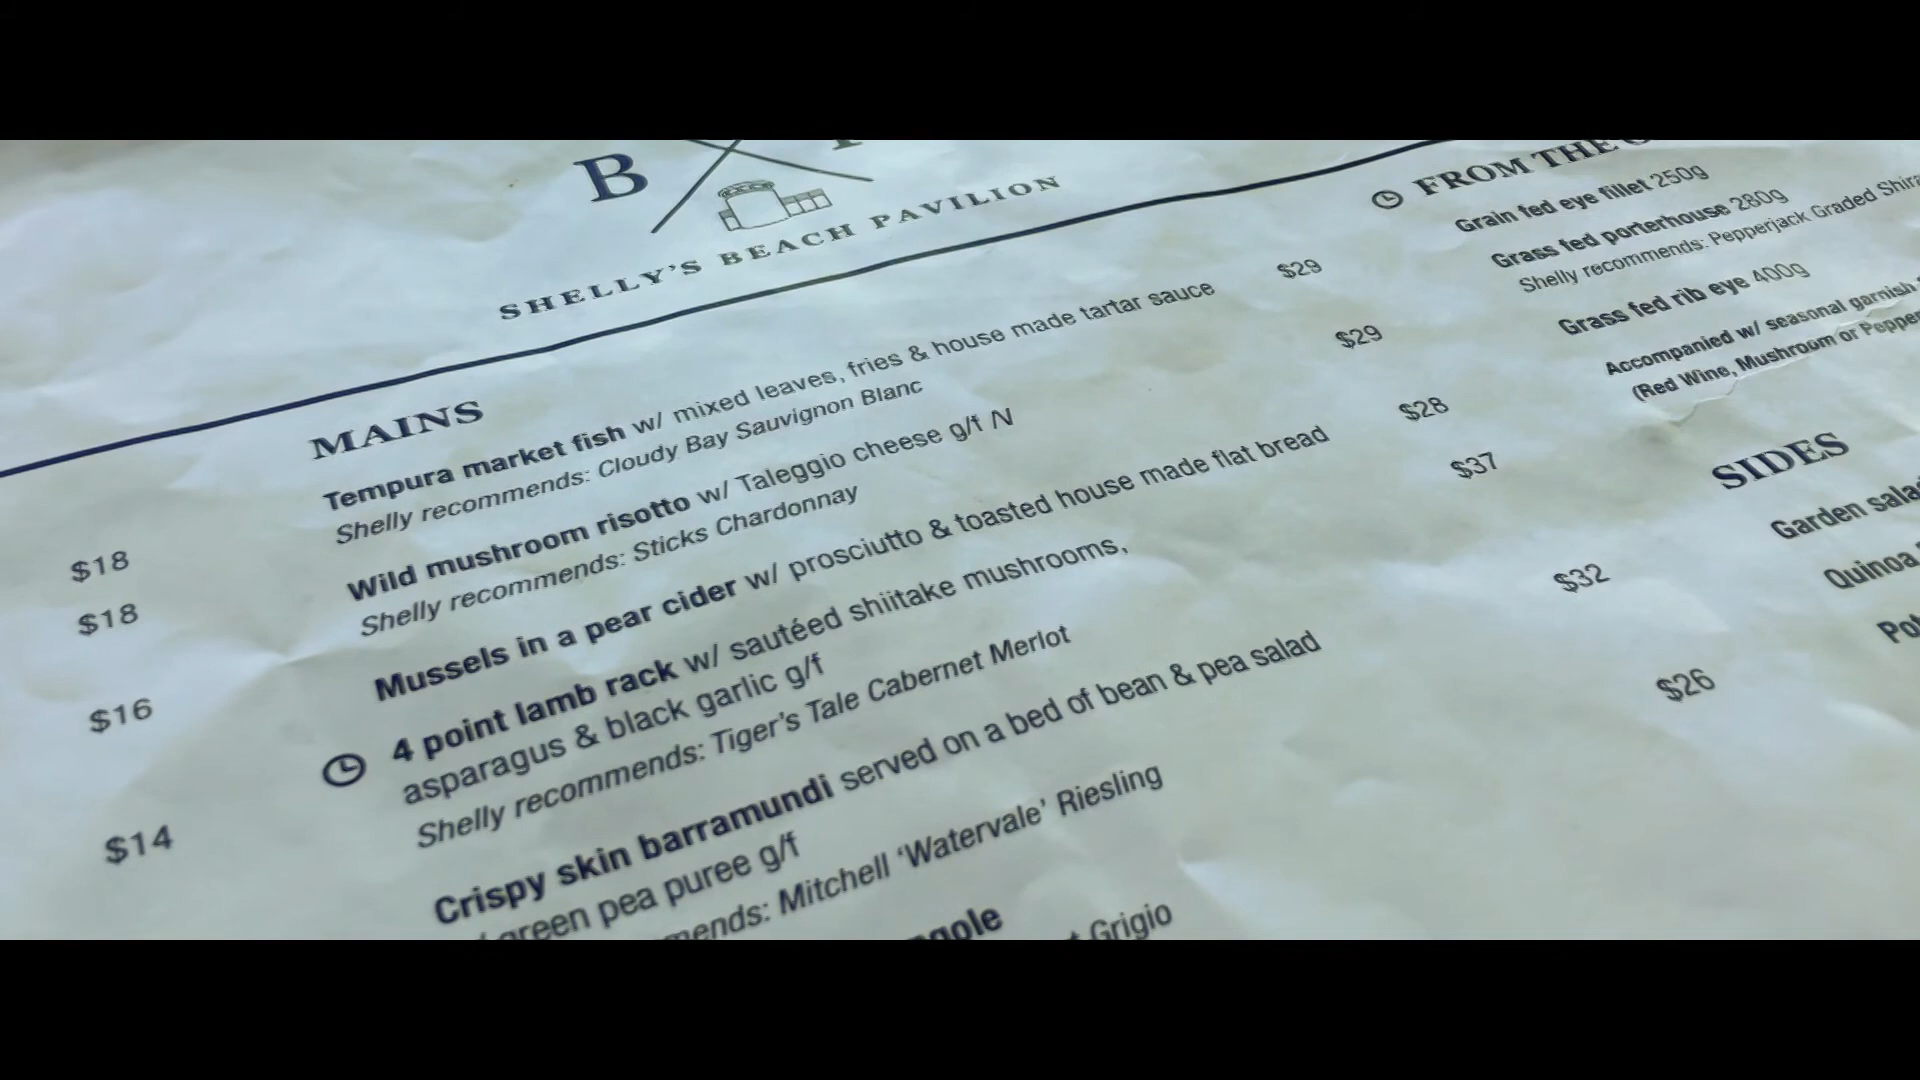 B
SHELLY'S BEACH PAVILION
$18
$18
$16
$14
MAINS
Tempura market fish w/ mixed leaves, fries & house made tartar sauce $29
Shelly recommends: Cloudy Bay Sauvignon Blanc
Wild mushroom risotto w/ Taleggio cheese g/f N $29
Shelly recommends: Sticks Chardonnay
Mussels in a pear cider w/ prosciutto & toasted house made flat bread $28
4 point lamb rack w/ sautéed shiitake mushrooms, $37
asparagus & black garlic g/f
Shelly recommends: Tiger's Tale Cabernet Merlot
Crispy skin barramundi served on a bed of bean & pea salad $32
green pea puree g/f
Mitchell 'Watervale' Riesling
$26
Grigio
FROM THE
Grain fed eye fillet 250g
Grass fed porterhouse 280g
Shelly recommends: Pepperjack Graded
Grass fed rib eye 400g
Accompanied w/ seasonal garnish
(Red Wine, Mushroom or
SIDES
Garden
Quinoa